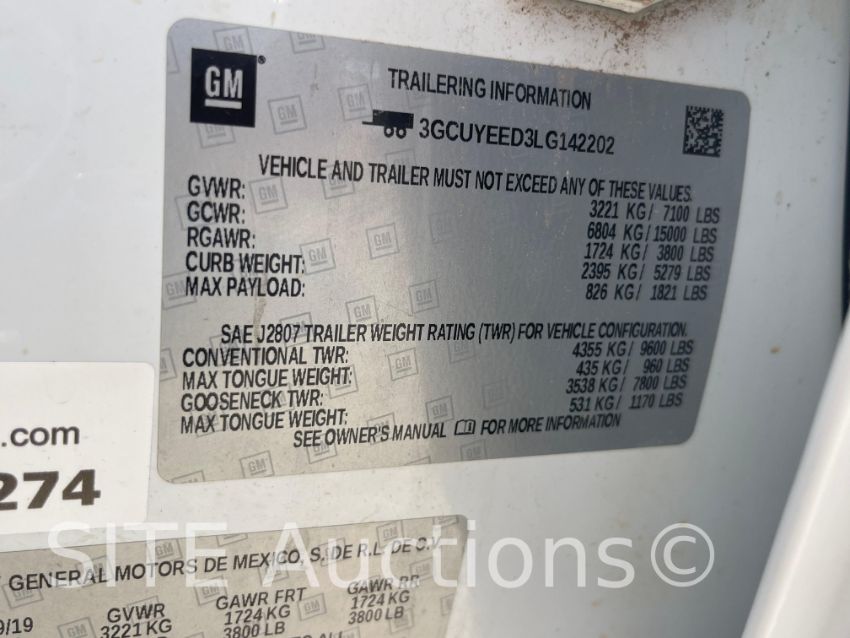 GM ®
TRAILERING INFORMATION
3GCUYEED3LG142202
VEHICLE AND TRAILER MUST NOT EXCEED ANY OF THESE VALUES.
GVWR: 3221 KG/ 7100 LBS
GCWR: 6804 KG/15000 LBS
RGAWR: 1724 KG/ 3800 LBS
CURB WEIGHT: 2395 KG/ 5279 LBS
MAX PAYLOAD: 826 KG/ 1821 LBS
SAE J2807 TRAILER WEIGHT RATING (TWR) FOR VEHICLE CONFIGURATION.
CONVENTIONAL TWR: 4355 KG/ 9600 LBS
MAX TONGUE WEIGHT: 435 KG/ 960 LBS
GOOSENECK TWR: 3538 KG/ 7800 LBS
MAX TONGUE WEIGHT: 531 KG/ 1170 LBS
SEE OWNER'S MANUAL FOR MORE INFORMATION
.com
274
SITE Auctions©
GENERAL MOTORS DE MEXICO, S. DE R.L. DE C.V.
GVWR GAWR FRT GAWR RR
9/19 3221 KG 1724 KG 1724 KG
3800 LB 3800 LB